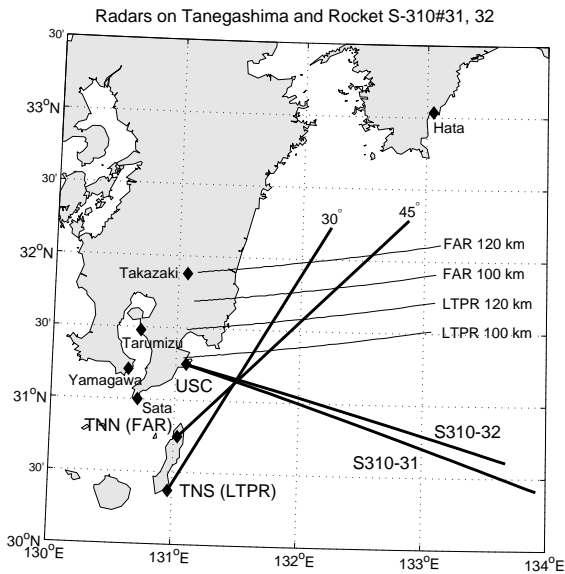 Radars on Tanegashima and Rocket S-310#31, 32
30'
33°N
Hata
30'
30°
45°
32°N
FAR 120 km
Takazaki
FAR 100 km
LTPR 120 km
30'
Tarumizu
LTPR 100 km
Yamagawa
USC
31°N
Sata
TNN (FAR)
S310-32
S310-31
30'
TNS (LTPR)
30°N
130°E
131°E
132°E
133°E
134°E